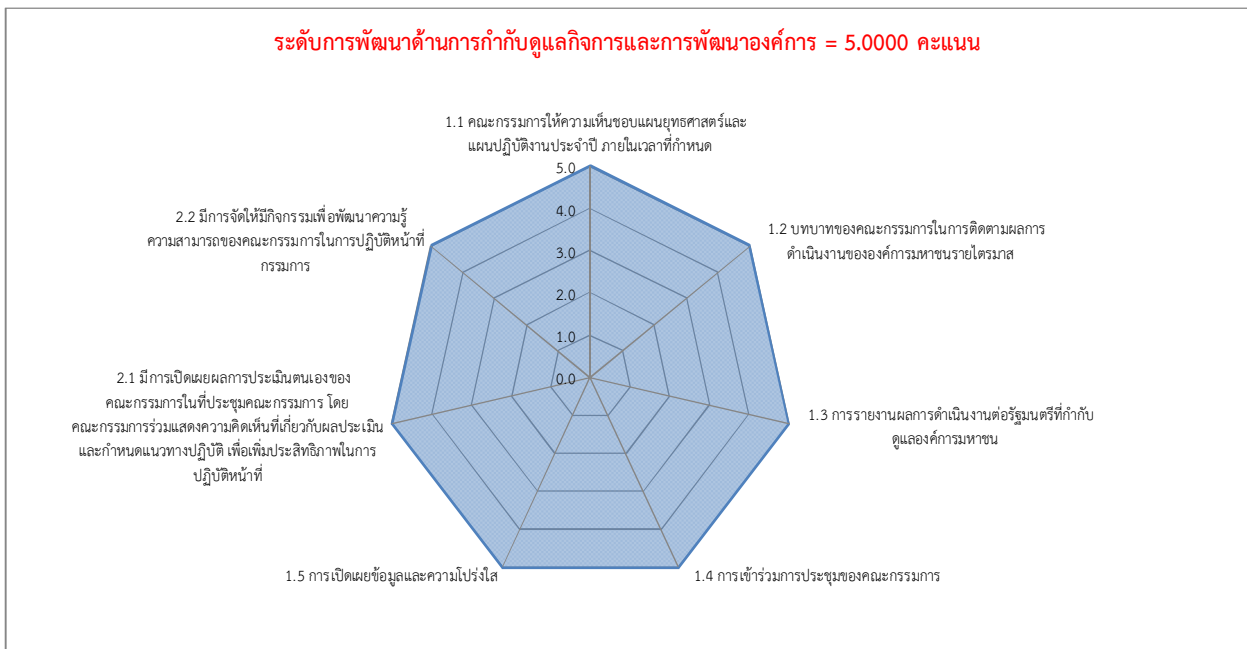 ระดับการพัฒนาด้านการกำกับดูแลกิจการและการพัฒนาองค์การ = 5.0000 คะแนน
1.1 คณะกรรมการให้ความเห็นชอบแผนยุทธศาสตร์และ
แผนปฏิบัติงานประจำปี ภายในเวลาที่กำหนด
5.0
4.0
3.0
2.0
1.0
0.0
1.2 บทบาทของคณะกรรมการในการติดตามผลการ
ดำเนินงานขององค์การมหาชนรายไตรมาส
1.3 การรายงานผลการดำเนินงานต่อรัฐมนตรีที่กำกับ
ดูแลองค์การมหาชน
1.4 การเข้าร่วมการประชุมของคณะกรรมการ
1.5 การเปิดเผยข้อมูลและความโปร่งใส
2.1 มีการเปิดเผยผลการประเมินตนเองของ
คณะกรรมการในที่ประชุมคณะกรรมการ โดย
คณะกรรมการร่วมแสดงความคิดเห็นที่เกี่ยวกับผลประเมิน
และกำหนดแนวทางปฏิบัติ เพื่อเพิ่มประสิทธิภาพในการ
ปฏิบัติหน้าที่
2.2 มีการจัดให้มีกิจกรรมเพื่อพัฒนาความรู้
ความสามารถของคณะกรรมการในการปฏิบัติหน้าที่
กรรมการ